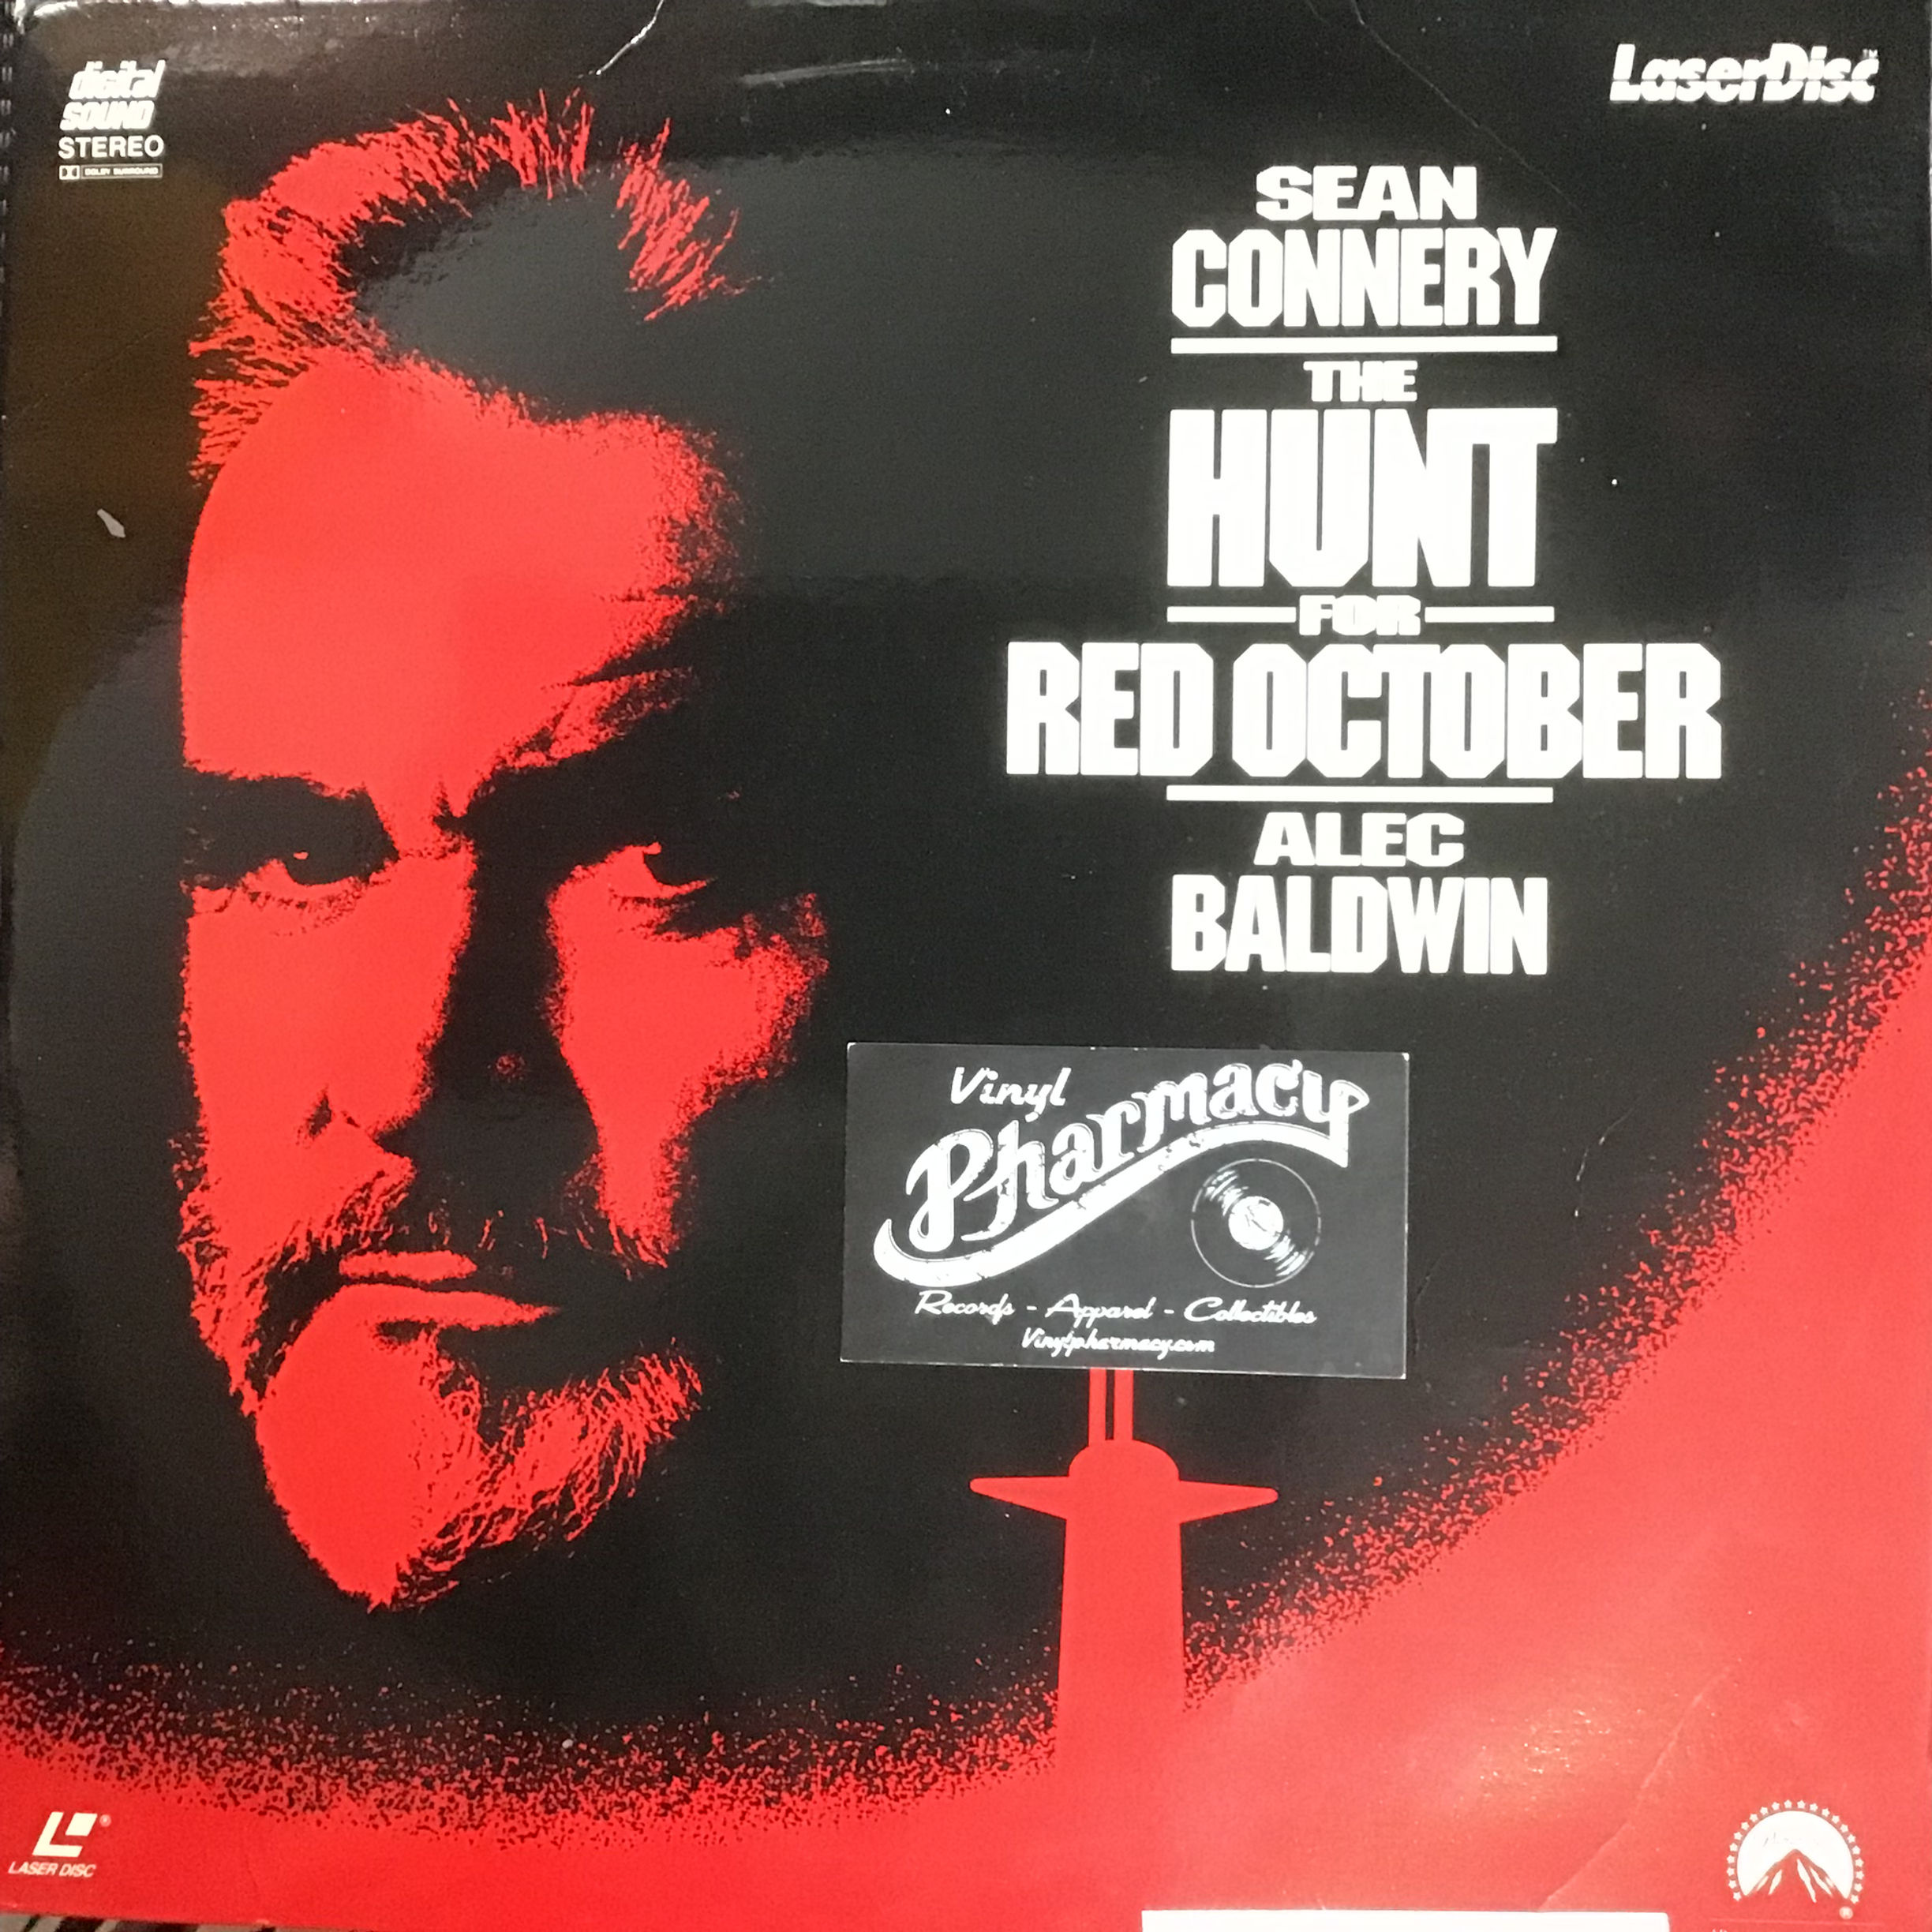 digital
SOUND
STEREO
DOLBY SURROUND
LaserDisc™
SEAN
CONNERY
THE
HUNT
FOR
RED OCTOBER
ALEC
BALDWIN
Vinyl
Pharmacy
Records - Apparel - Collectibles
Vinylpharmacy.com
®
LASER DISC
®